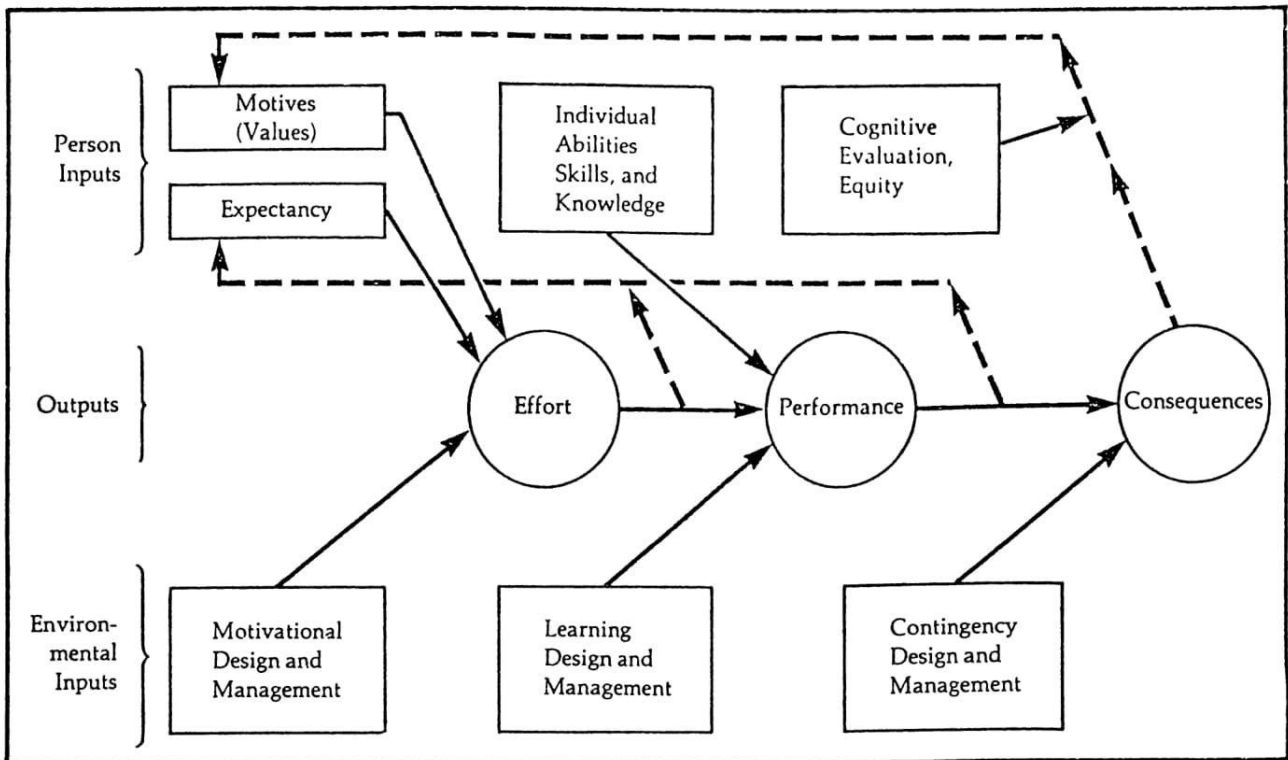 Person
Inputs
Motives
(Values)
Expectancy
Individual
Abilities
Skills, and
Knowledge
Cognitive
Evaluation,
Equity
Outputs
Effort
Performance
Consequences
Environ-
mental
Inputs
Motivational
Design and
Management
Learning
Design and
Management
Contingency
Design and
Management